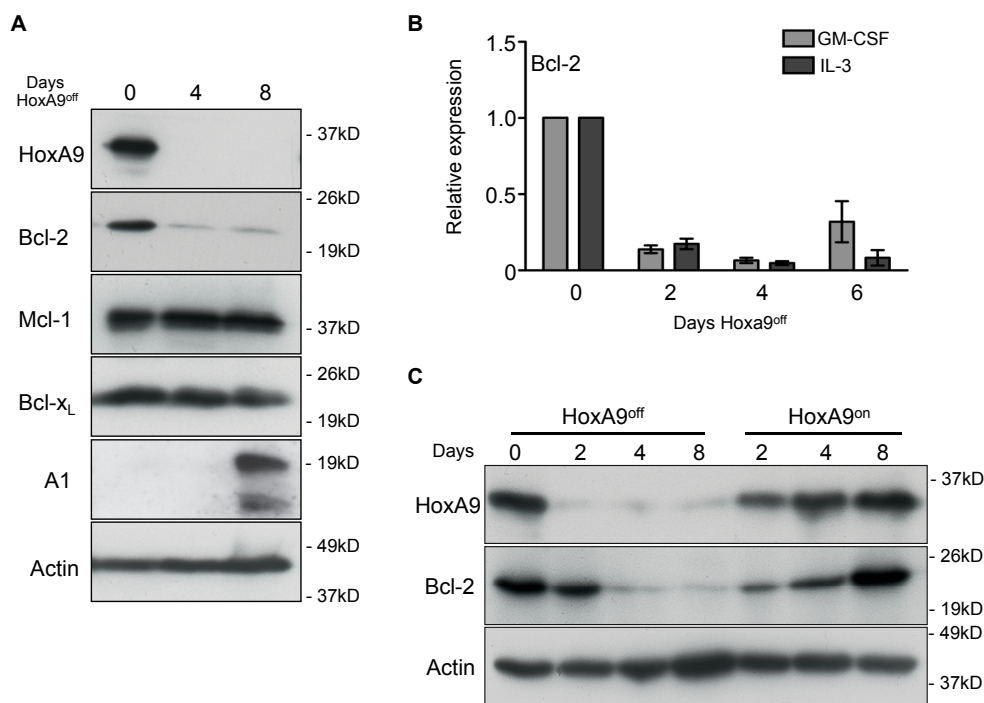 A
Days
HoxA9off
0 4 8
HoxA9
- 37kD
Bcl-2
- 26kD
- 19kD
Mcl-1
- 37kD
Bcl-xL
- 26kD
- 19kD
A1
- 19kD
Actin
- 49kD
- 37kD
B
Relative expression
1.5
1.0
0.5
0
Bcl-2
GM-CSF
IL-3
0 2 4 6
Days Hoxa9off
C
HoxA9off HoxA9on
Days 0 2 4 8 2 4 8
HoxA9
- 37kD
Bcl-2
- 26kD
- 19kD
Actin
- 49kD
- 37kD